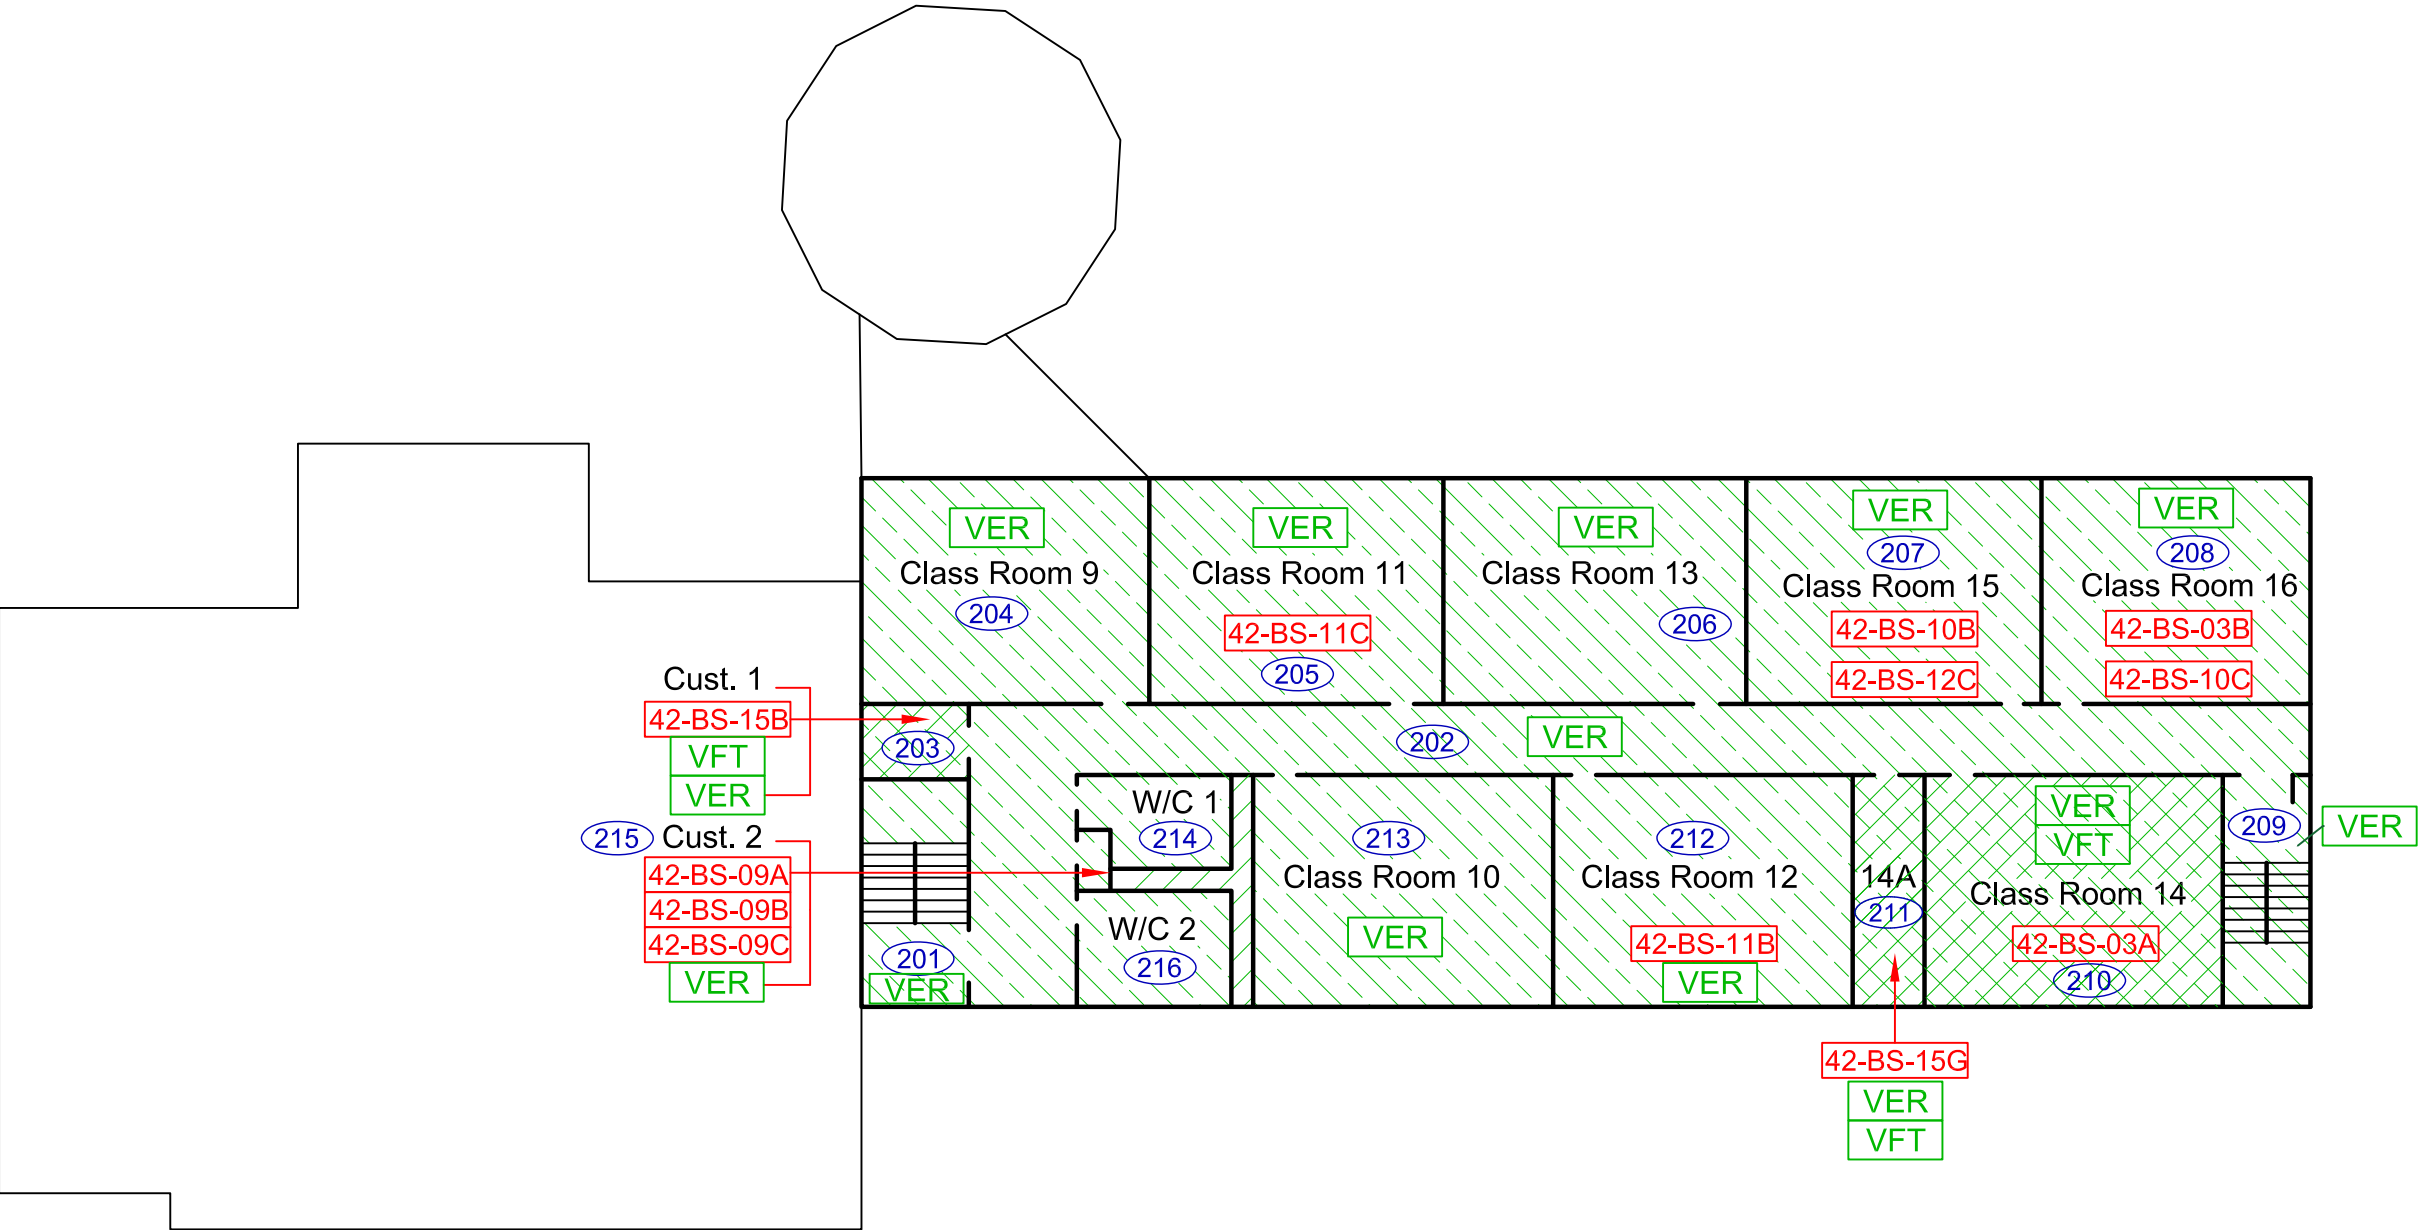 VER
VER
VER
VER
VER
Class Room 9
Class Room 11
Class Room 13
207
208
Class Room 15
Class Room 16
204
42-BS-11C
205
206
42-BS-10B
42-BS-12C
42-BS-03B
42-BS-10C
Cust. 1
42-BS-15B
VFT
VER
203
202
VER
215
Cust. 2
42-BS-09A
42-BS-09B
42-BS-09C
VER
W/C 1
214
W/C 2
216
201
VER
213
Class Room 10
VER
212
Class Room 12
42-BS-11B
VER
14A
211
VER
VFT
Class Room 14
42-BS-03A
210
209
VER
42-BS-15G
VER
VFT